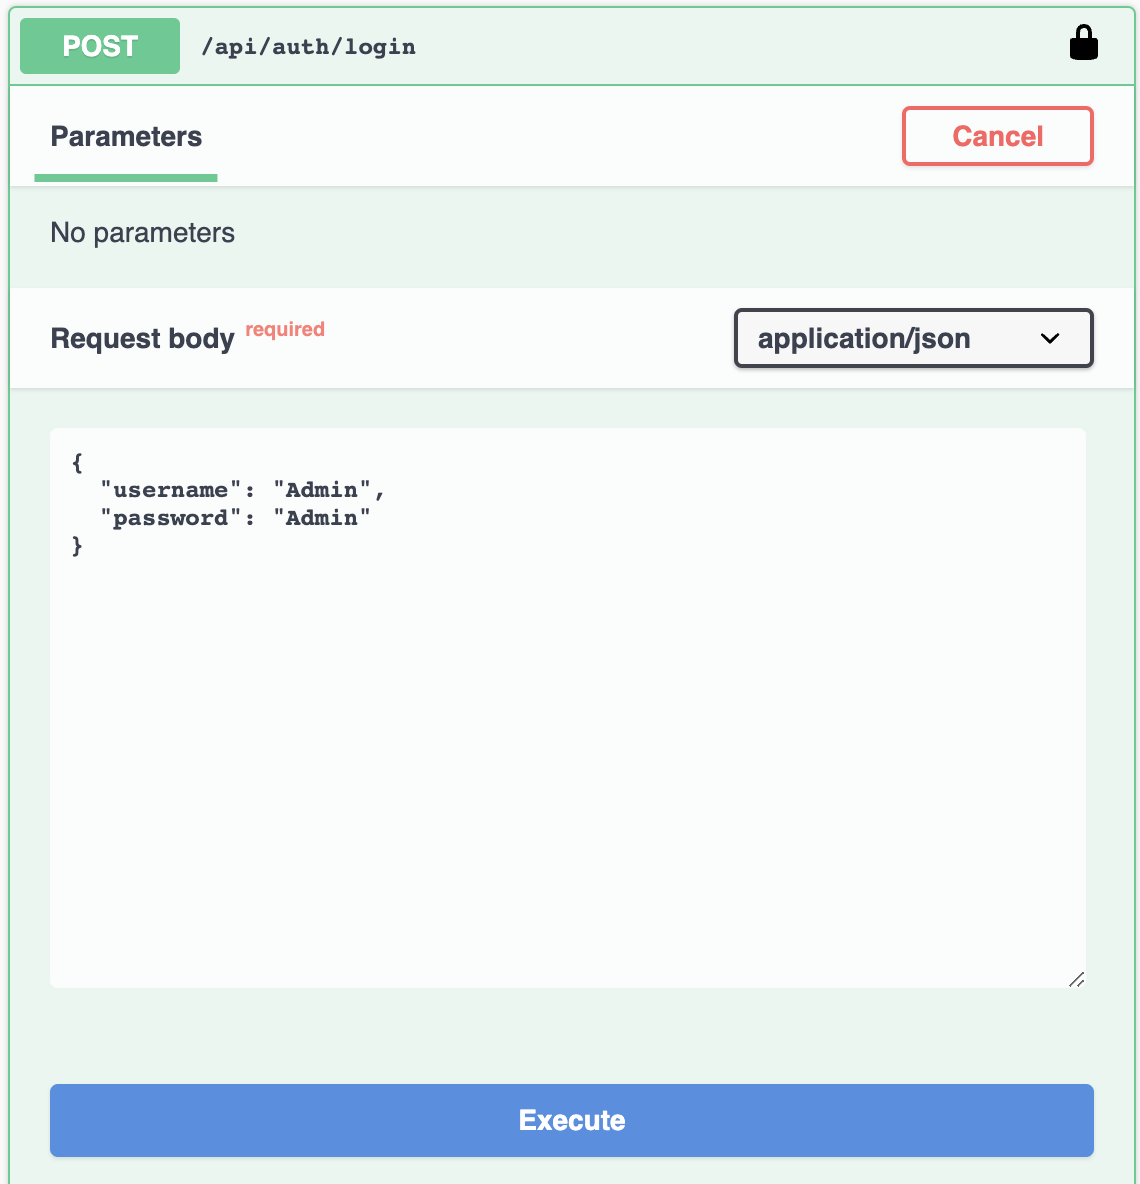 POST /api/auth/login
Parameters
Cancel
No parameters
Request body required
application/json
{
  "username": "Admin",
  "password": "Admin"
}
Execute